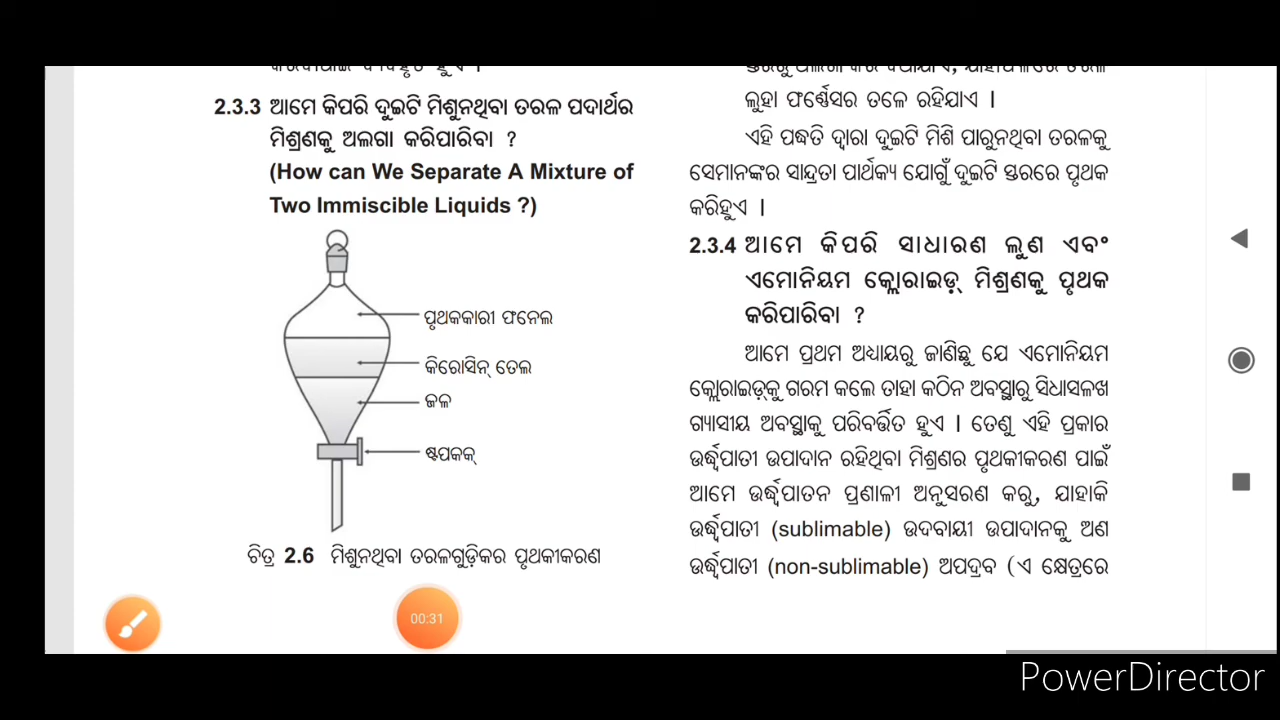 2.3.3 ଆମେ କିପରି ଦୁଇଟି ମିଶୁନଥିବା ତରଳ ପଦାର୍ଥର
ମିଶ୍ରଣକୁ ଅଲଗା କରିପାରିବା ?
(How can We Separate A Mixture of
Two Immiscible Liquids ?)
ପୃଥକକାରୀ ଫନେଲ
କିରୋସିନ୍ ତେଲ
ଜଳ
ଷ୍ଟପକକ୍
ଚିତ୍ର 2.6 ମିଶୁନଥିବା ତରଳଗୁଡ଼ିକର ପୃଥକୀକରଣ
00:31
ଲୁହା ଫର୍ଣ୍ଣେସର ତଳେ ରହିଯାଏ ।
ଏହି ପଦ୍ଧତି ଦ୍ୱାରା ଦୁଇଟି ମିଶି ପାରୁନଥିବା ତରଳକୁ
ସେମାନଙ୍କର ସାନ୍ଦ୍ରତା ପାର୍ଥକ୍ୟ ଯୋଗୁଁ ଦୁଇଟି ସ୍ତରରେ ପୃଥକ
କରିହୁଏ ।
2.3.4 ଆମେ କିପରି ସାଧାରଣ ଲୁଣ ଏବଂ
ଏମୋନିୟମ କ୍ଲୋରାଇଡ଼୍ ମିଶ୍ରଣକୁ ପୃଥକ
କରିପାରିବା ?
ଆମେ ପ୍ରଥମ ଅଧ୍ୟାୟରୁ ଜାଣିଛୁ ଯେ ଏମୋନିୟମ
କ୍ଲୋରାଇଡ଼୍‌କୁ ଗରମ କଲେ ତାହା କଠିନ ଅବସ୍ଥାରୁ ସିଧାସଳଖ
ଗ୍ୟାସୀୟ ଅବସ୍ଥାକୁ ପରିବର୍ତ୍ତିତ ହୁଏ । ତେଣୁ ଏହି ପ୍ରକାର
ଉର୍ଦ୍ଧ୍ୱପାତୀ ଉପାଦାନ ରହିଥିବା ମିଶ୍ରଣର ପୃଥକୀକରଣ ପାଇଁ
ଆମେ ଉର୍ଦ୍ଧ୍ୱପାତନ ପ୍ରଣାଳୀ ଅନୁସରଣ କରୁ, ଯାହାକି
ଉର୍ଦ୍ଧ୍ୱପାତୀ (sublimable) ଉଦବାୟୀ ଉପାଦାନକୁ ଅଣ
ଉର୍ଦ୍ଧ୍ୱପାତୀ (non-sublimable) ଅପଦ୍ରବ (ଏ କ୍ଷେତ୍ରରେ
PowerDirector